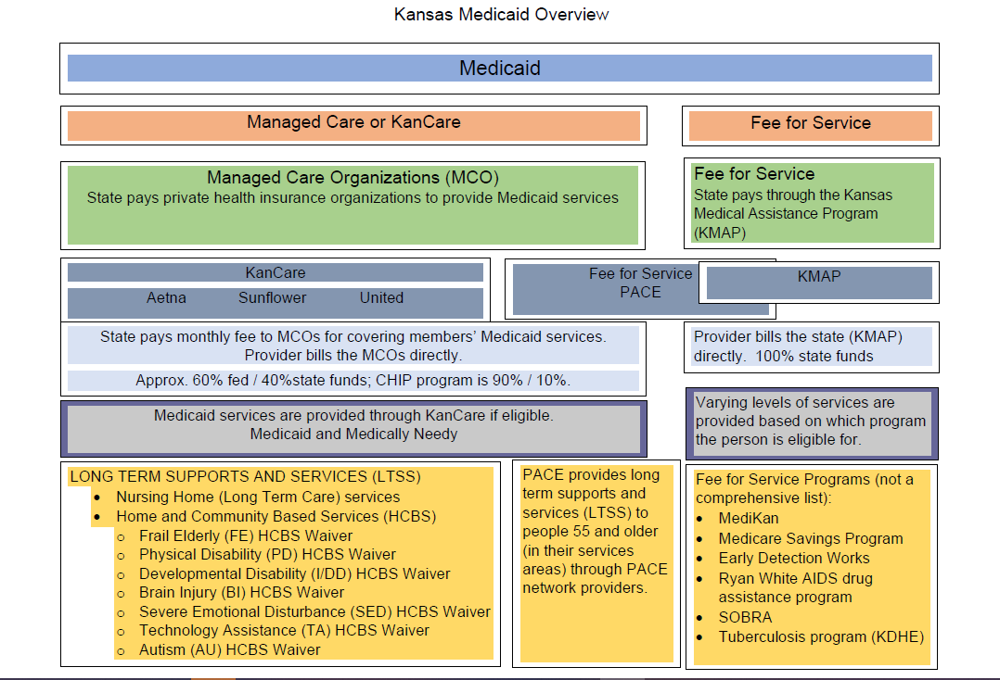 Kansas Medicaid Overview
Medicaid
Managed Care or KanCare
Fee for Service
Managed Care Organizations (MCO)
State pays private health insurance organizations to provide Medicaid services
Fee for Service
State pays through the Kansas
Medical Assistance Program
(KMAP)
KanCare
Aetna Sunflower United
Fee for Service
PACE
KMAP
State pays monthly fee to MCOs for covering members’ Medicaid services.
Provider bills the MCOs directly.
Approx. 60% fed / 40%state funds; CHIP program is 90% / 10%.
Provider bills the state (KMAP)
directly. 100% state funds
Medicaid services are provided through KanCare if eligible.
Medicaid and Medically Needy
Varying levels of services are
provided based on which program
the person is eligible for.
LONG TERM SUPPORTS AND SERVICES (LTSS)
• Nursing Home (Long Term Care) services
• Home and Community Based Services (HCBS)
o Frail Elderly (FE) HCBS Waiver
o Physical Disability (PD) HCBS Waiver
o Developmental Disability (I/DD) HCBS Waiver
o Brain Injury (BI) HCBS Waiver
o Severe Emotional Disturbance (SED) HCBS Waiver
o Technology Assistance (TA) HCBS Waiver
o Autism (AU) HCBS Waiver
PACE provides long
term supports and
services (LTSS) to
people 55 and older
(in their services
areas) through PACE
network providers.
Fee for Service Programs (not a
comprehensive list):
• MediKan
• Medicare Savings Program
• Early Detection Works
• Ryan White AIDS drug
assistance program
• SOBRA
• Tuberculosis program (KDHE)